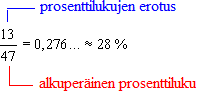 prosenttilukujen erotus
13/47 = 0,276... ≈ 28 %
alkuperäinen prosenttiluku